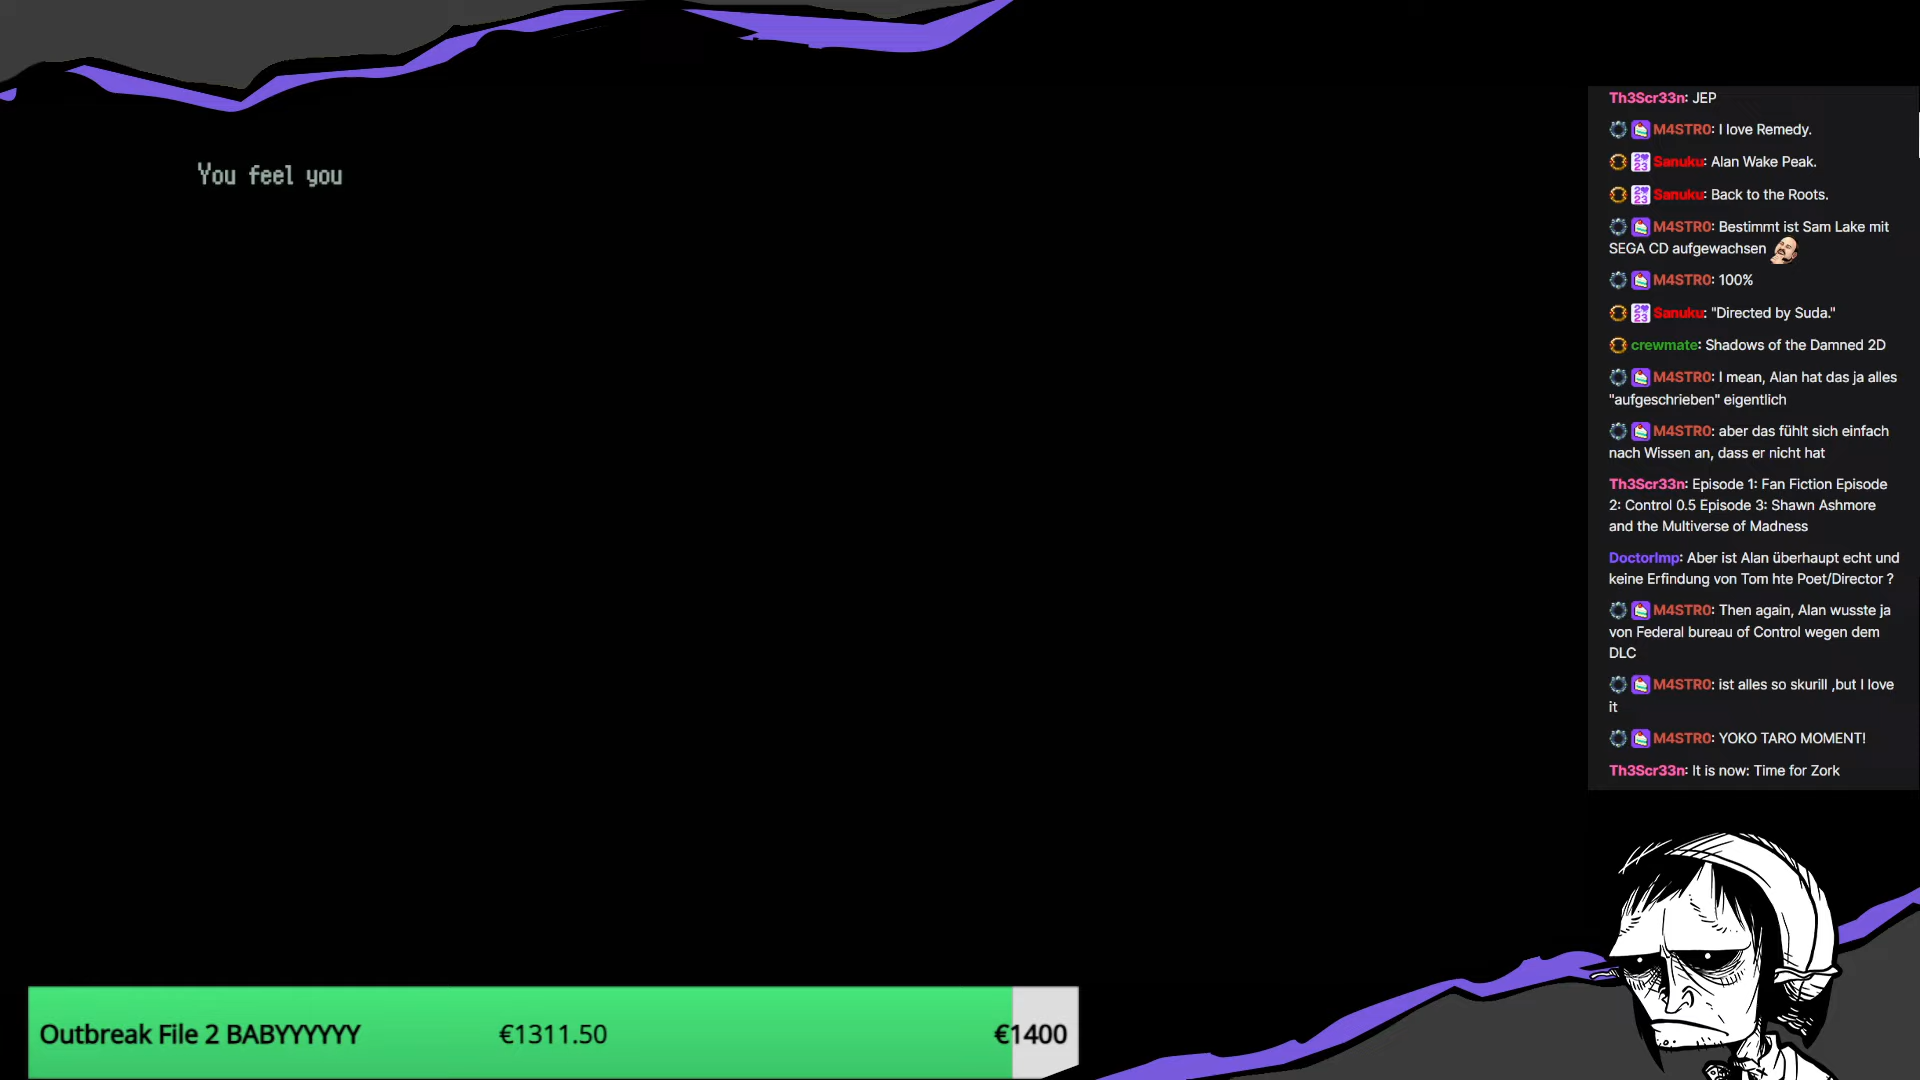 You feel you
Th3Scr33n: JEP
M4STR0: I love Remedy.
Sanuku: Alan Wake Peak.
Sanuku: Back to the Roots.
M4STR0: Bestimmt ist Sam Lake mit
SEGA CD aufgewachsen
M4STR0: 100%
Sanuku: "Directed by Suda."
crewmate: Shadows of the Damned 2D
M4STR0: I mean, Alan hat das ja alles
"aufgeschrieben" eigentlich
M4STR0: aber das fühlt sich einfach
nach Wissen an, dass er nicht hat
Th3Scr33n: Episode 1: Fan Fiction Episode
2: Control 0.5 Episode 3: Shawn Ashmore
and the Multiverse of Madness
DoctorImp: Aber ist Alan überhaupt echt und
keine Erfindung von Tom hte Poet/Director ?
M4STR0: Then again, Alan wusste ja
von Federal bureau of Control wegen dem
DLC
M4STR0: ist alles so skurill ,but I love
it
M4STR0: YOKO TARO MOMENT!
Th3Scr33n: It is now: Time for Zork
Outbreak File 2 BABYYYYYY €1311.50 €1400